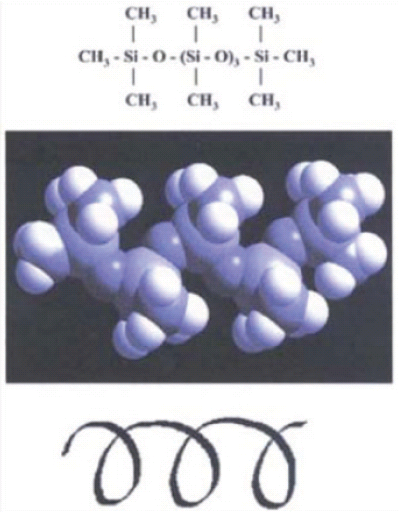 CH₃ CH₃ CH₃
CH₃ - Si - O - (Si - O)₃ - Si - CH₃
CH₃ CH₃ CH₃